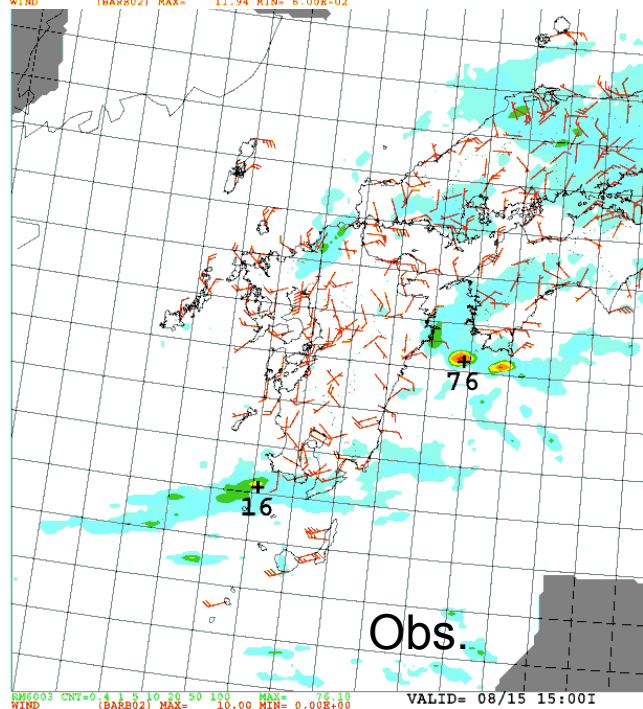 WIND (BARB02) MAX= 11.94 MIN= 6.00E-02
76
16
Obs.
RM6003 CNT=0.4 1 5 10 20 50 100 MAX= 76.10
WIND (BARB02) MAX= 10.00 MIN= 0.00E+00
VALID= 08/15 15:00I